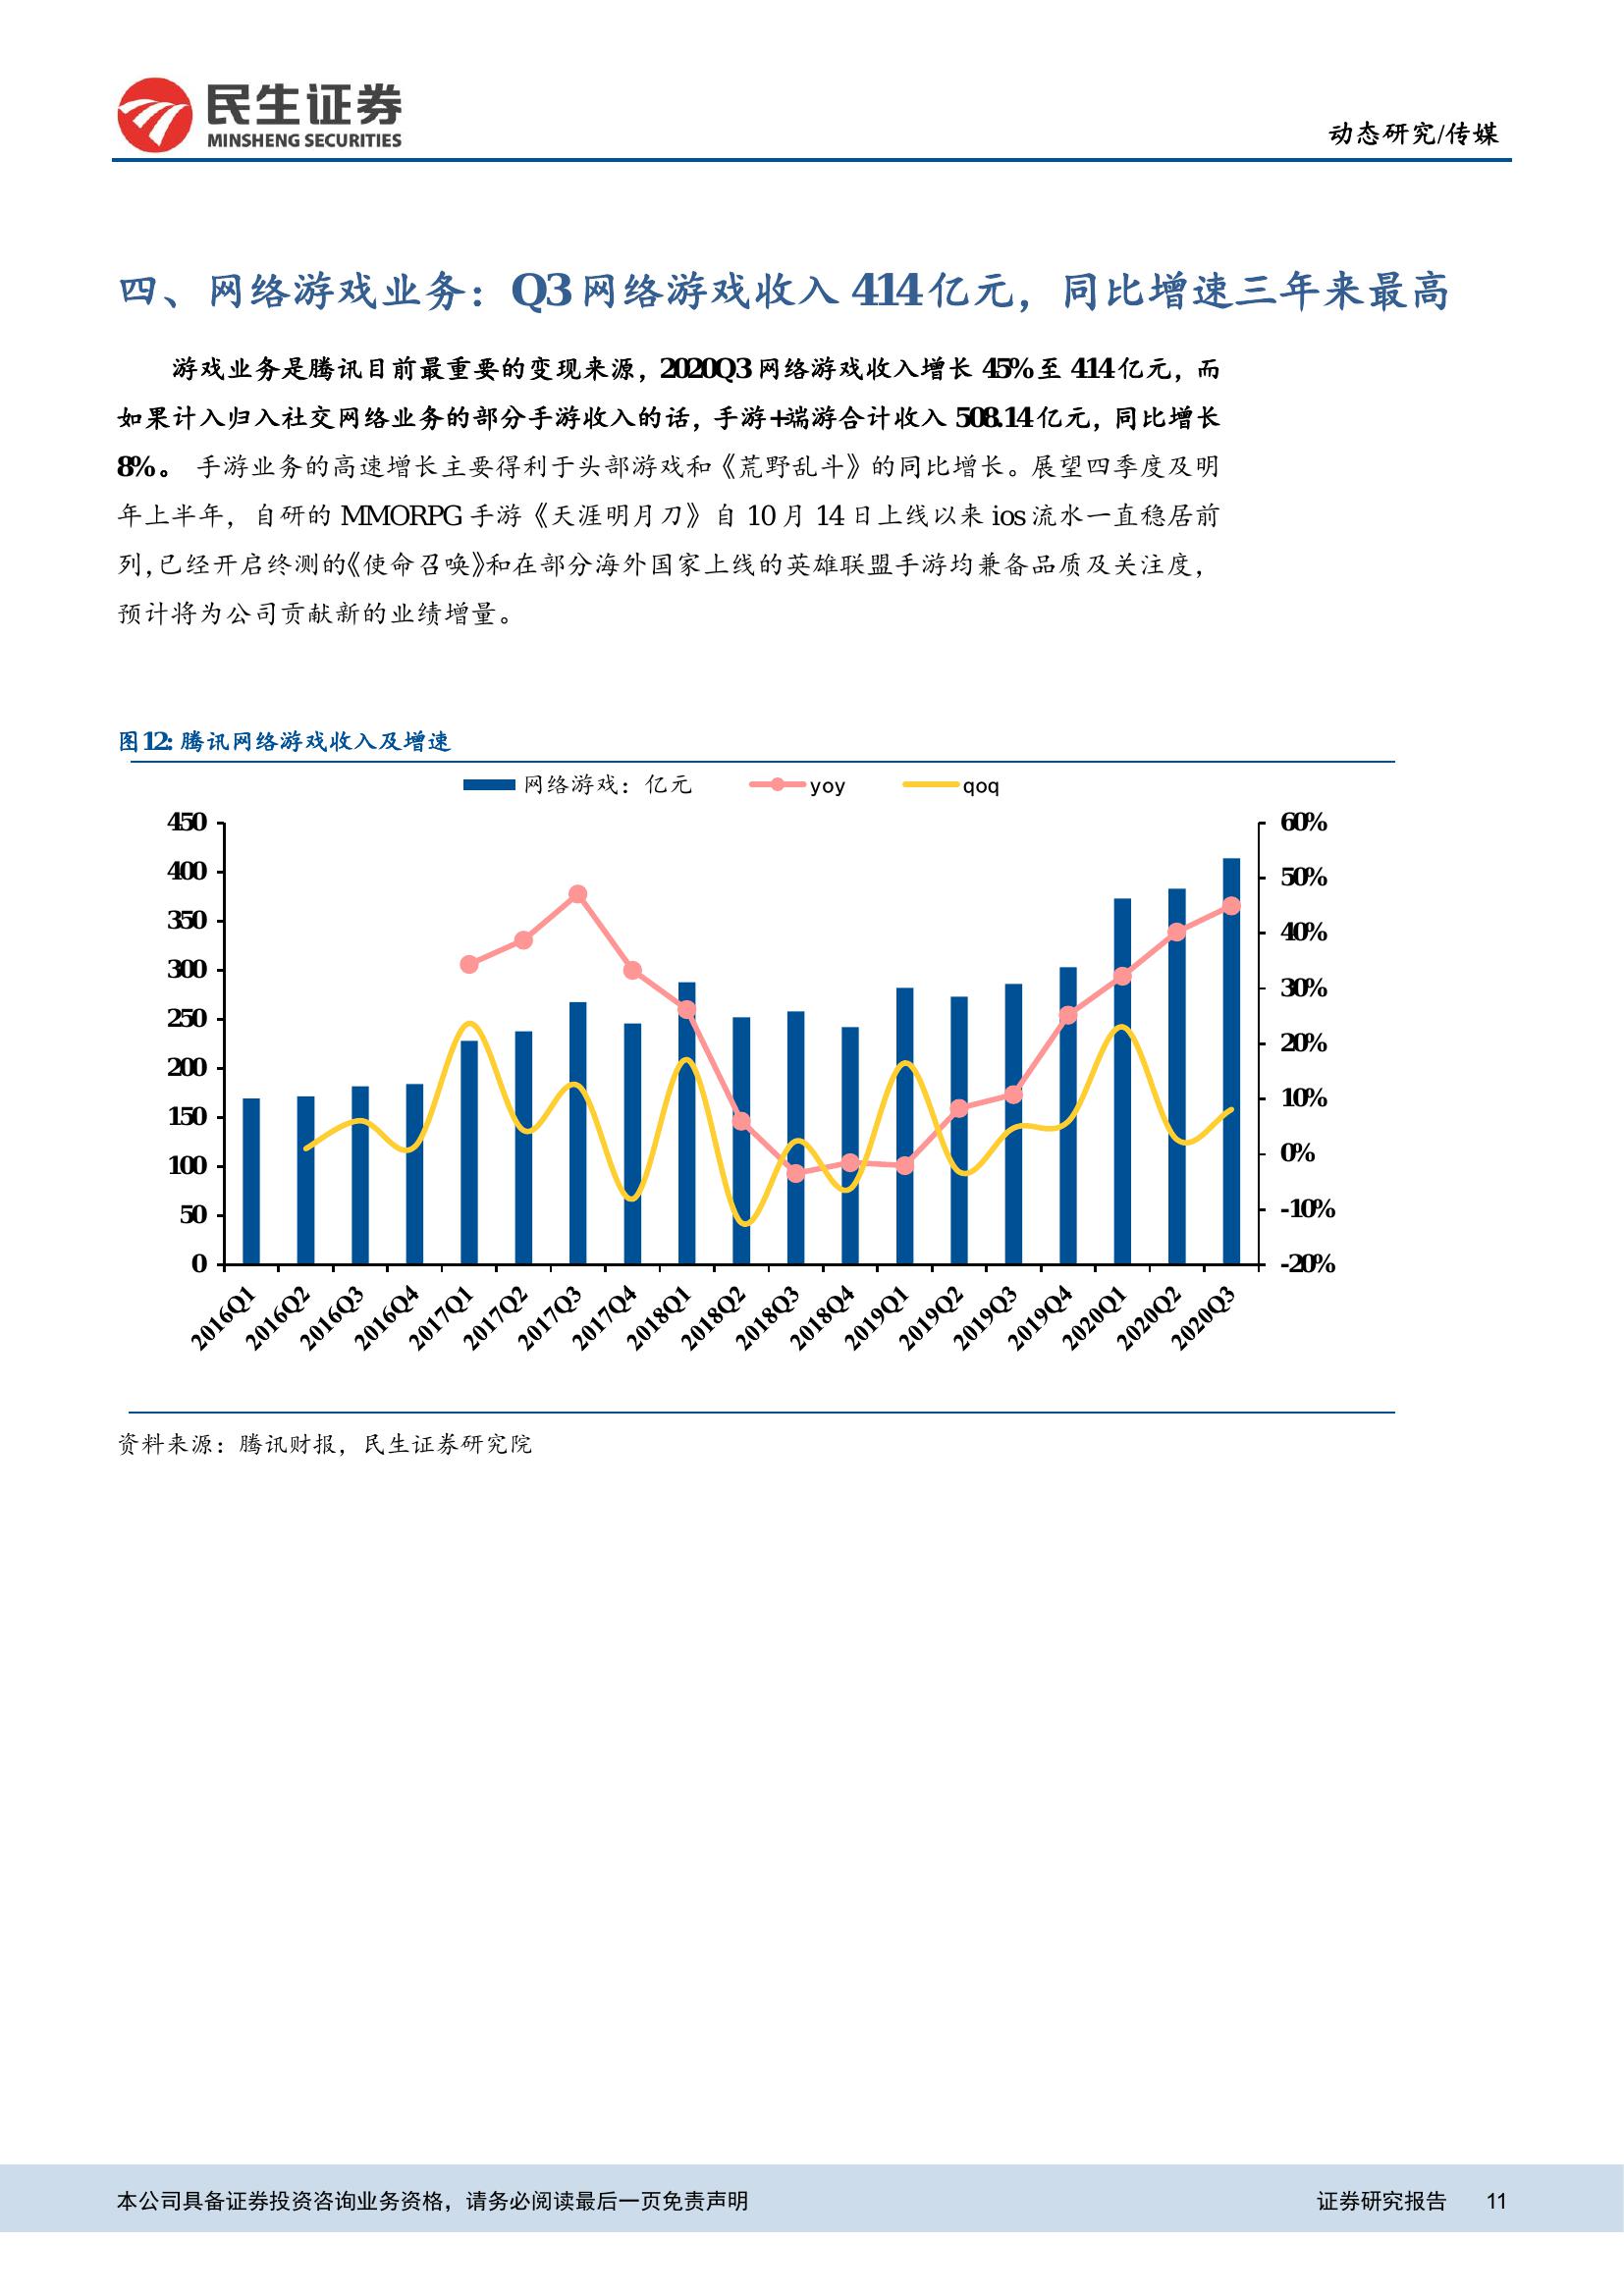 民生证券
MINSHENG SECURITIES
动态研究/传媒
四、网络游戏业务：Q3网络游戏收入 414亿元，同比增速三年来最高
游戏业务是腾讯目前最重要的变现来源，2020Q3 网络游戏收入增长 45%至 414亿元，而
如果计入归入社交网络业务的部分手游收入的话，手游+端游合计收入 508.14亿元，同比增长
8%。 手游业务的高速增长主要得利于头部游戏和《荒野乱斗》的同比增长。展望四季度及明
年上半年，自研的 MMORPG 手游《天涯明月刀》自 10 月 14 日上线以来 ios 流水一直稳居前
列，已经开启终测的《使命召唤》和在部分海外国家上线的英雄联盟手游均兼备品质及关注度，
预计将为公司贡献新的业绩增量。
图12: 腾讯网络游戏收入及增速
网络游戏：亿元 yoy qoq
450 60%
400 50%
350 40%
300 30%
250 20%
200 10%
150 0%
100 -10%
50 -20%
0
2016Q1 2016Q2 2016Q3 2016Q4 2017Q1 2017Q2 2017Q3 2017Q4 2018Q1 2018Q2 2018Q3 2018Q4 2019Q1 2019Q2 2019Q3 2019Q4 2020Q1 2020Q2 2020Q3
资料来源：腾讯财报，民生证券研究院
本公司具备证券投资咨询业务资格，请务必阅读最后一页免责声明 证券研究报告 11